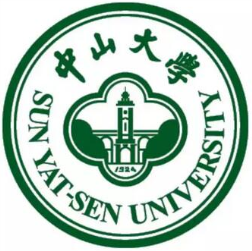 中山大學
1924
SUN YAT-SEN UNIVERSITY